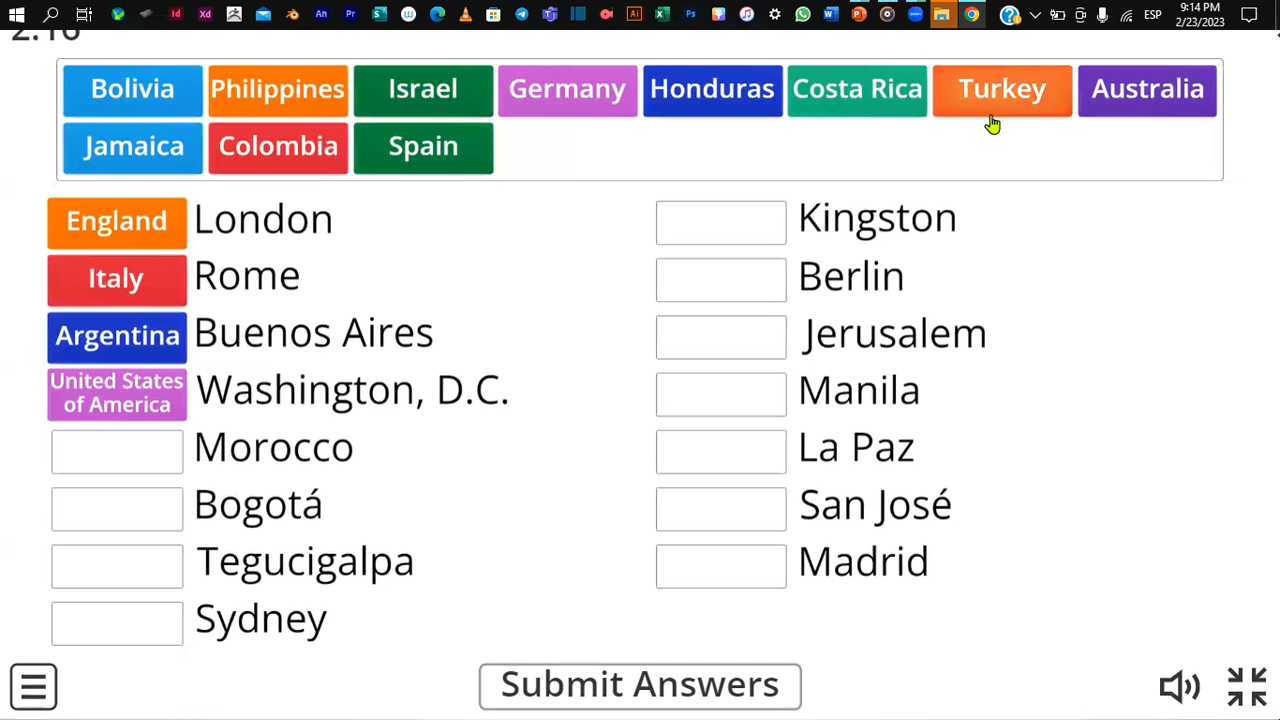 9:14 PM
ESP
2/23/2023
2:16
Bolivia Philippines Israel Germany Honduras Costa Rica Turkey Australia
Jamaica Colombia Spain
England London
Italy Rome
Argentina Buenos Aires
United States
of America
Washington, D.C.
Morocco
Bogotá
Tegucigalpa
Sydney
Kingston
Berlin
Jerusalem
Manila
La Paz
San José
Madrid
Submit Answers